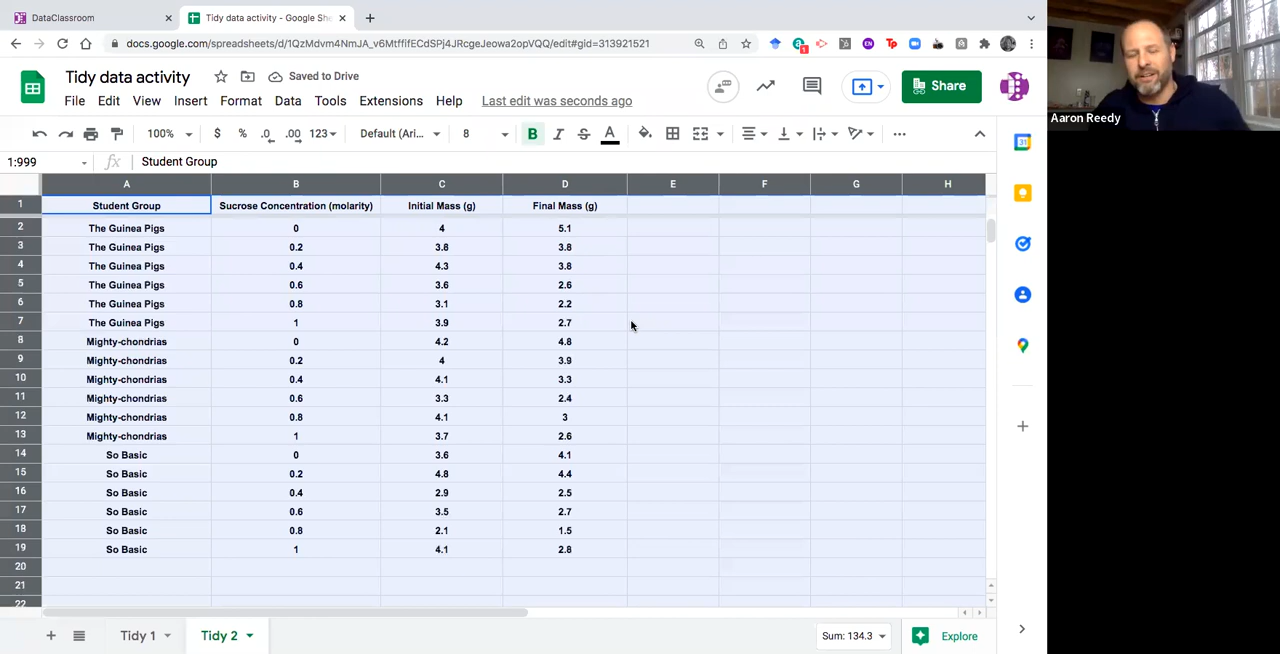 DataClassroom
Tidy data activity - Google She
docs.google.com/spreadsheets/d/1QzMdvm4NmJA_v6MtffifECdSPj4JRcgeJeowa2opVQQ/edit#gid=313921521
Tidy data activity
Saved to Drive
File Edit View Insert Format Data Tools Extensions Help Last edit was seconds ago
Share
Aaron Reedy
100% $ % .0 .00 123 Default (Ari... 8 B I S A
1:999 fx Student Group
A B C D E F G H
1 Student Group Sucrose Concentration (molarity) Initial Mass (g) Final Mass (g)
2 The Guinea Pigs 0 4 5.1
3 The Guinea Pigs 0.2 3.8 3.8
4 The Guinea Pigs 0.4 4.3 3.8
5 The Guinea Pigs 0.6 3.6 2.6
6 The Guinea Pigs 0.8 3.1 2.2
7 The Guinea Pigs 1 3.9 2.7
8 Mighty-chondrias 0 4.2 4.8
9 Mighty-chondrias 0.2 4 3.9
10 Mighty-chondrias 0.4 4.1 3.3
11 Mighty-chondrias 0.6 3.3 2.4
12 Mighty-chondrias 0.8 4.1 3
13 Mighty-chondrias 1 3.7 2.6
14 So Basic 0 3.6 4.1
15 So Basic 0.2 4.8 4.4
16 So Basic 0.4 2.9 2.5
17 So Basic 0.6 3.5 2.7
18 So Basic 0.8 2.1 1.5
19 So Basic 1 4.1 2.8
20
21
22
Tidy 1 Tidy 2 Sum: 134.3 Explore